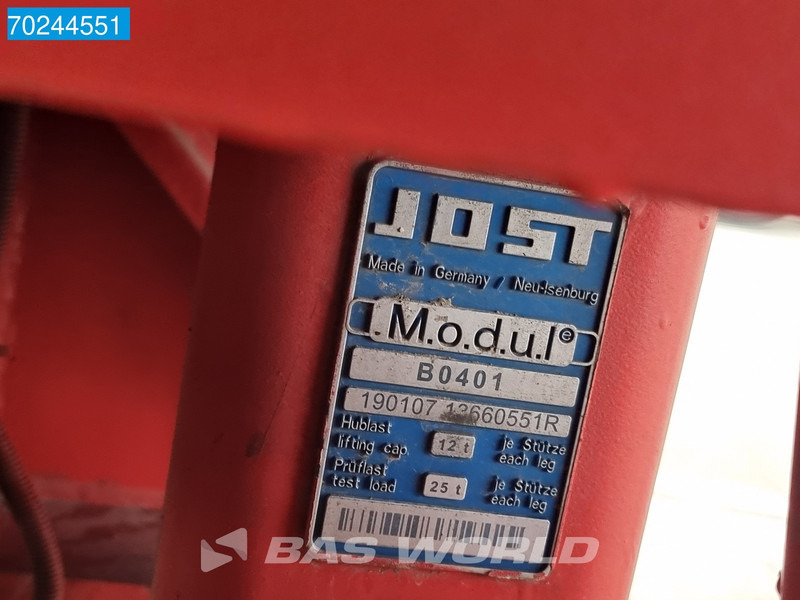 70244551
JOST
Made in Germany / Neu-Isenburg
M.o.d.u.l e
B0401
190107 13660551R
Hublast 12 t je Stütze
lifting cap. each leg
Prüflast 25 t je Stütze
test load each leg
BAS WORLD